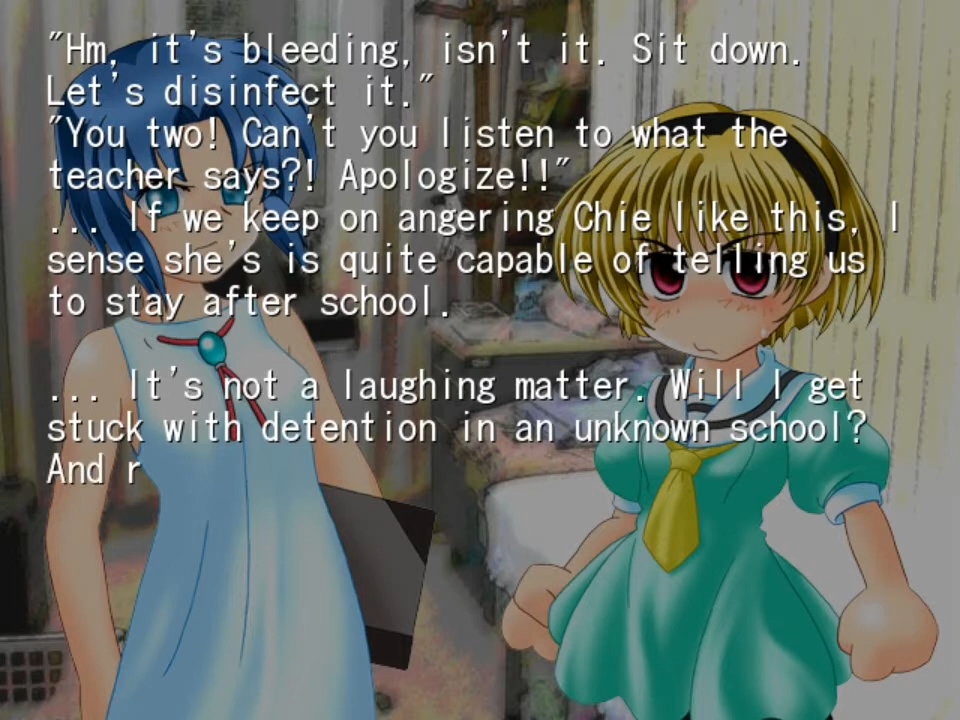 "Hm, it's bleeding, isn't it. Sit down.
Let's disinfect it."
"You two! Can't you listen to what the
teacher says?! Apologize!!"
... If we keep on angering Chie like this, I
sense she's is quite capable of telling us
to stay after school.
... It's not a laughing matter. Will I get
stuck with detention in an unknown school?
And r